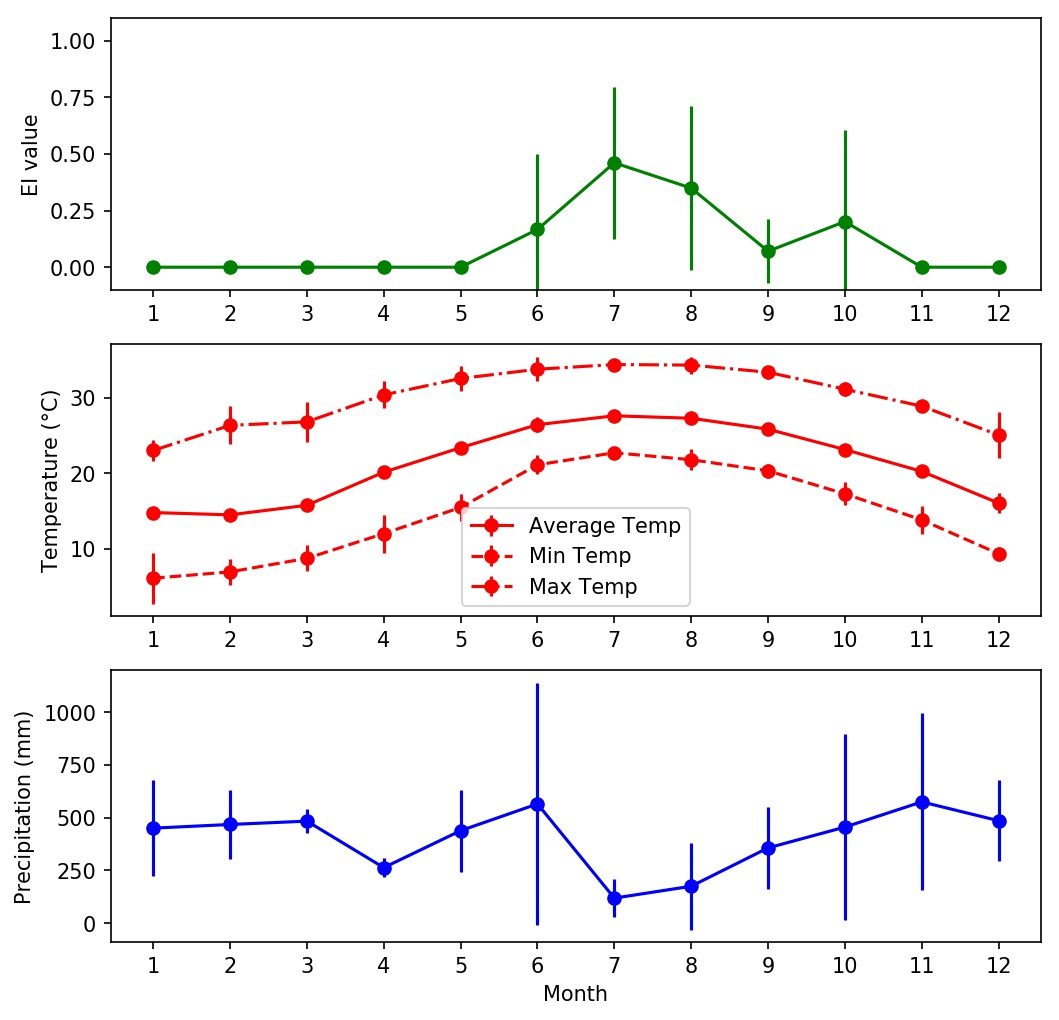 1.00
0.75
0.50
0.25
0.00
EI value
1 2 3 4 5 6 7 8 9 10 11 12
30
20
10
Temperature (°C)
Average Temp
Min Temp
Max Temp
1 2 3 4 5 6 7 8 9 10 11 12
1000
750
500
250
0
Precipitation (mm)
1 2 3 4 5 6 7 8 9 10 11 12
Month